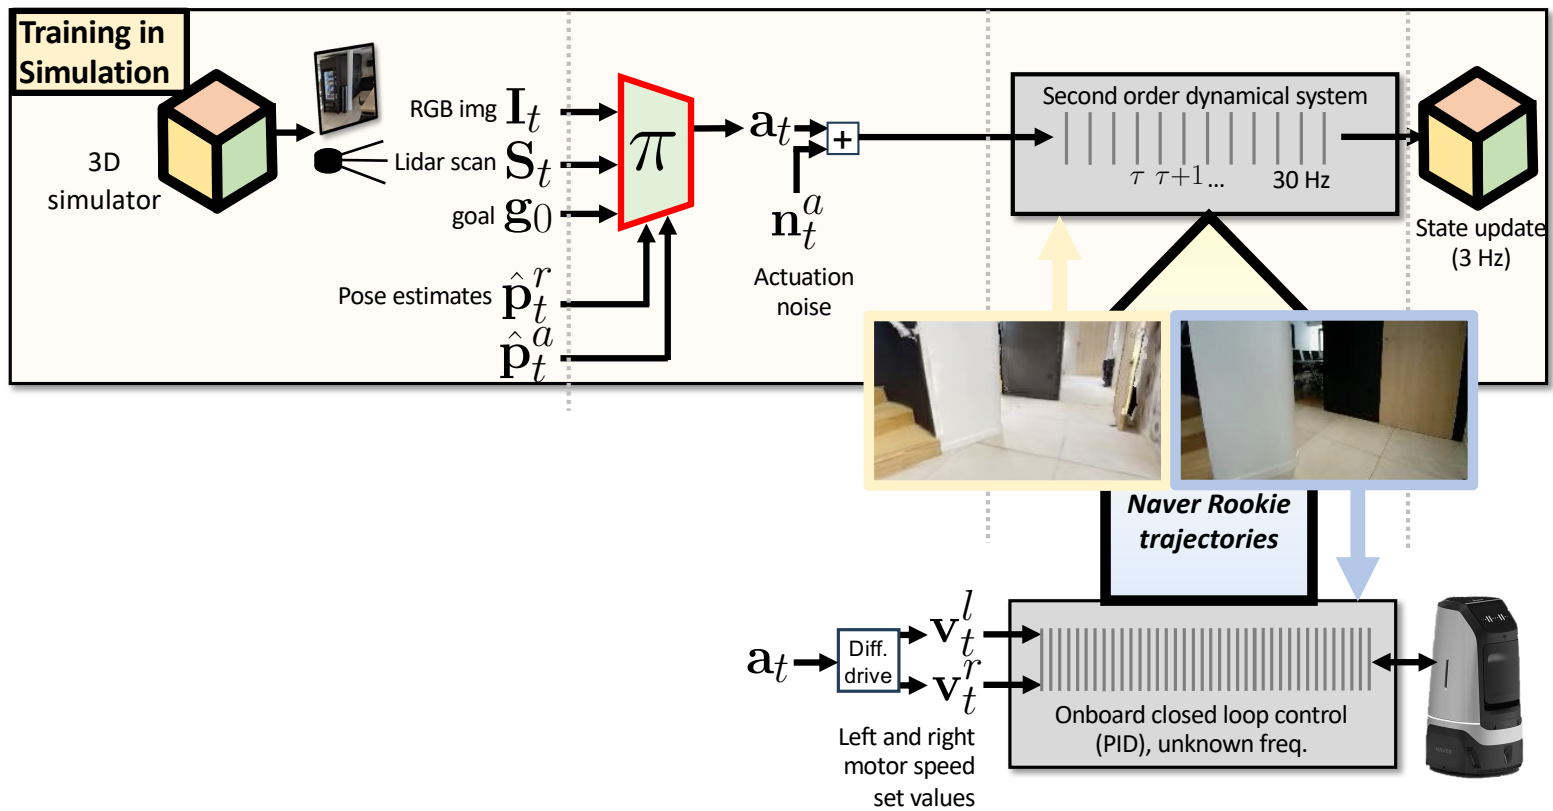 Training in
Simulation
3D
simulator
RGB img I_t
Lidar scan S_t
goal g_0
Pose estimates p̂_t^r
p̂_t^a
π
a_t
+
n_t^a
Actuation
noise
Second order dynamical system
τ τ+1...
30 Hz
State update
(3 Hz)
Naver Rookie
trajectories
a_t
Diff.
drive
v_t^l
v_t^r
Left and right
motor speed
set values
Onboard closed loop control
(PID), unknown freq.
NAVER